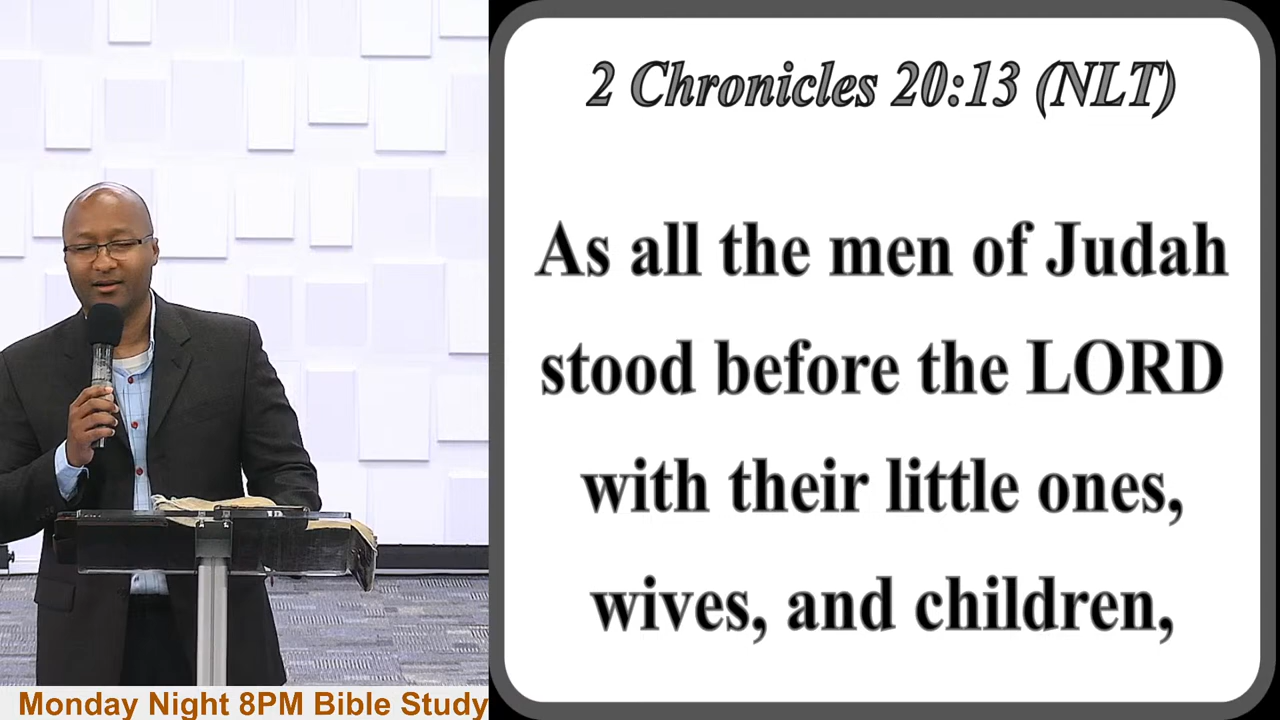 2 Chronicles 20:13 (NLT)
As all the men of Judah
stood before the LORD
with their little ones,
wives, and children,
Monday Night 8PM Bible Study